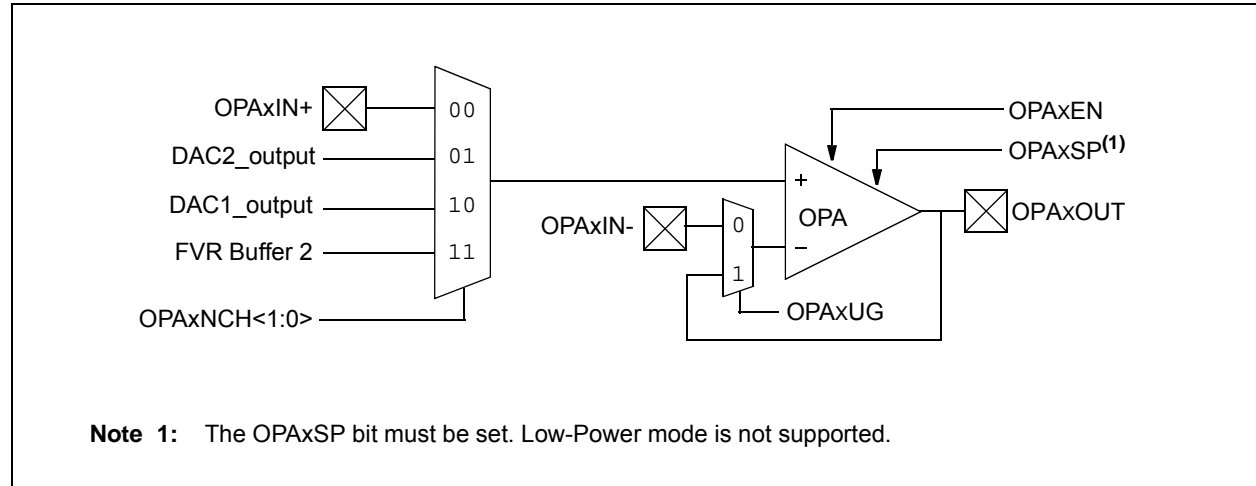 OPAxIN+
00
OPAxEN
DAC2_output
01
OPAxSP(1)
+
DAC1_output
10
OPAxIN-
0
OPA
OPAxOUT
FVR Buffer 2
11
–
1
OPAxNCH<1:0>
OPAxUG
Note 1: The OPAxSP bit must be set. Low-Power mode is not supported.